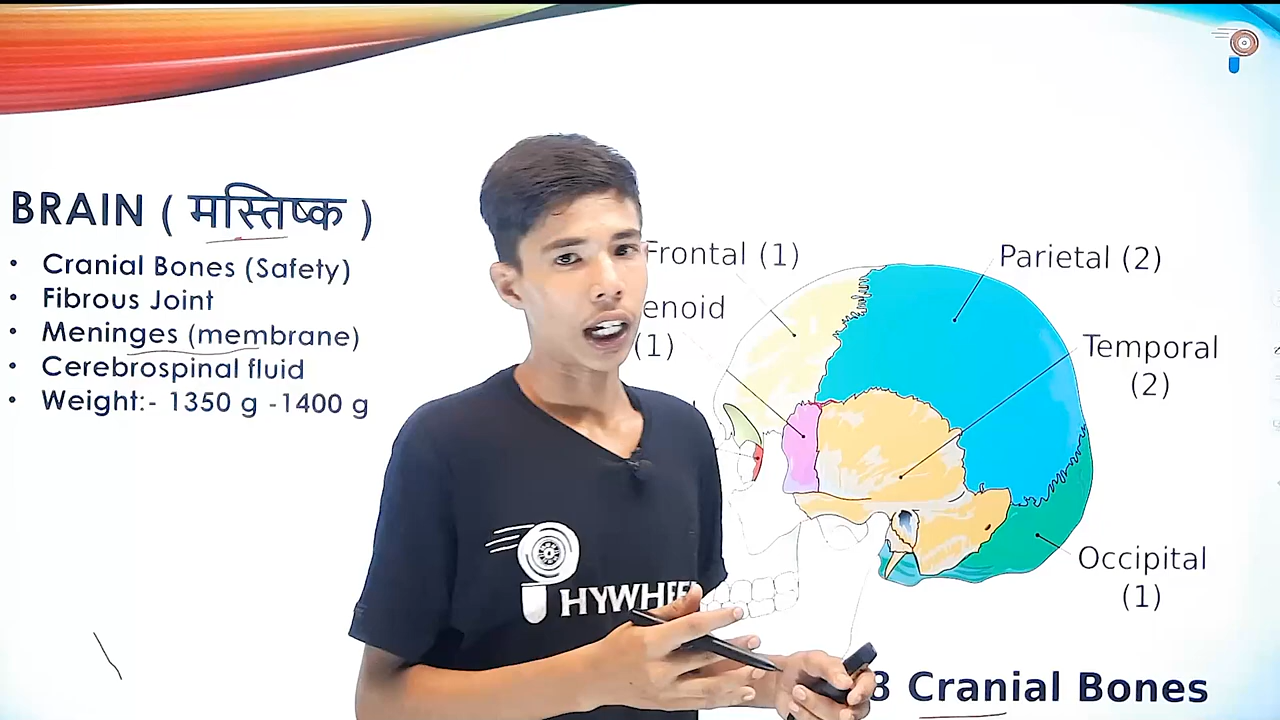 BRAIN ( मस्तिष्क )
• Cranial Bones (Safety)
• Fibrous Joint
• Meninges (membrane)
• Cerebrospinal fluid
• Weight:- 1350 g -1400 g
Frontal (1)
enoid
(1)
Parietal (2)
Temporal
(2)
Occipital
(1)
8 Cranial Bones
HYWHEE